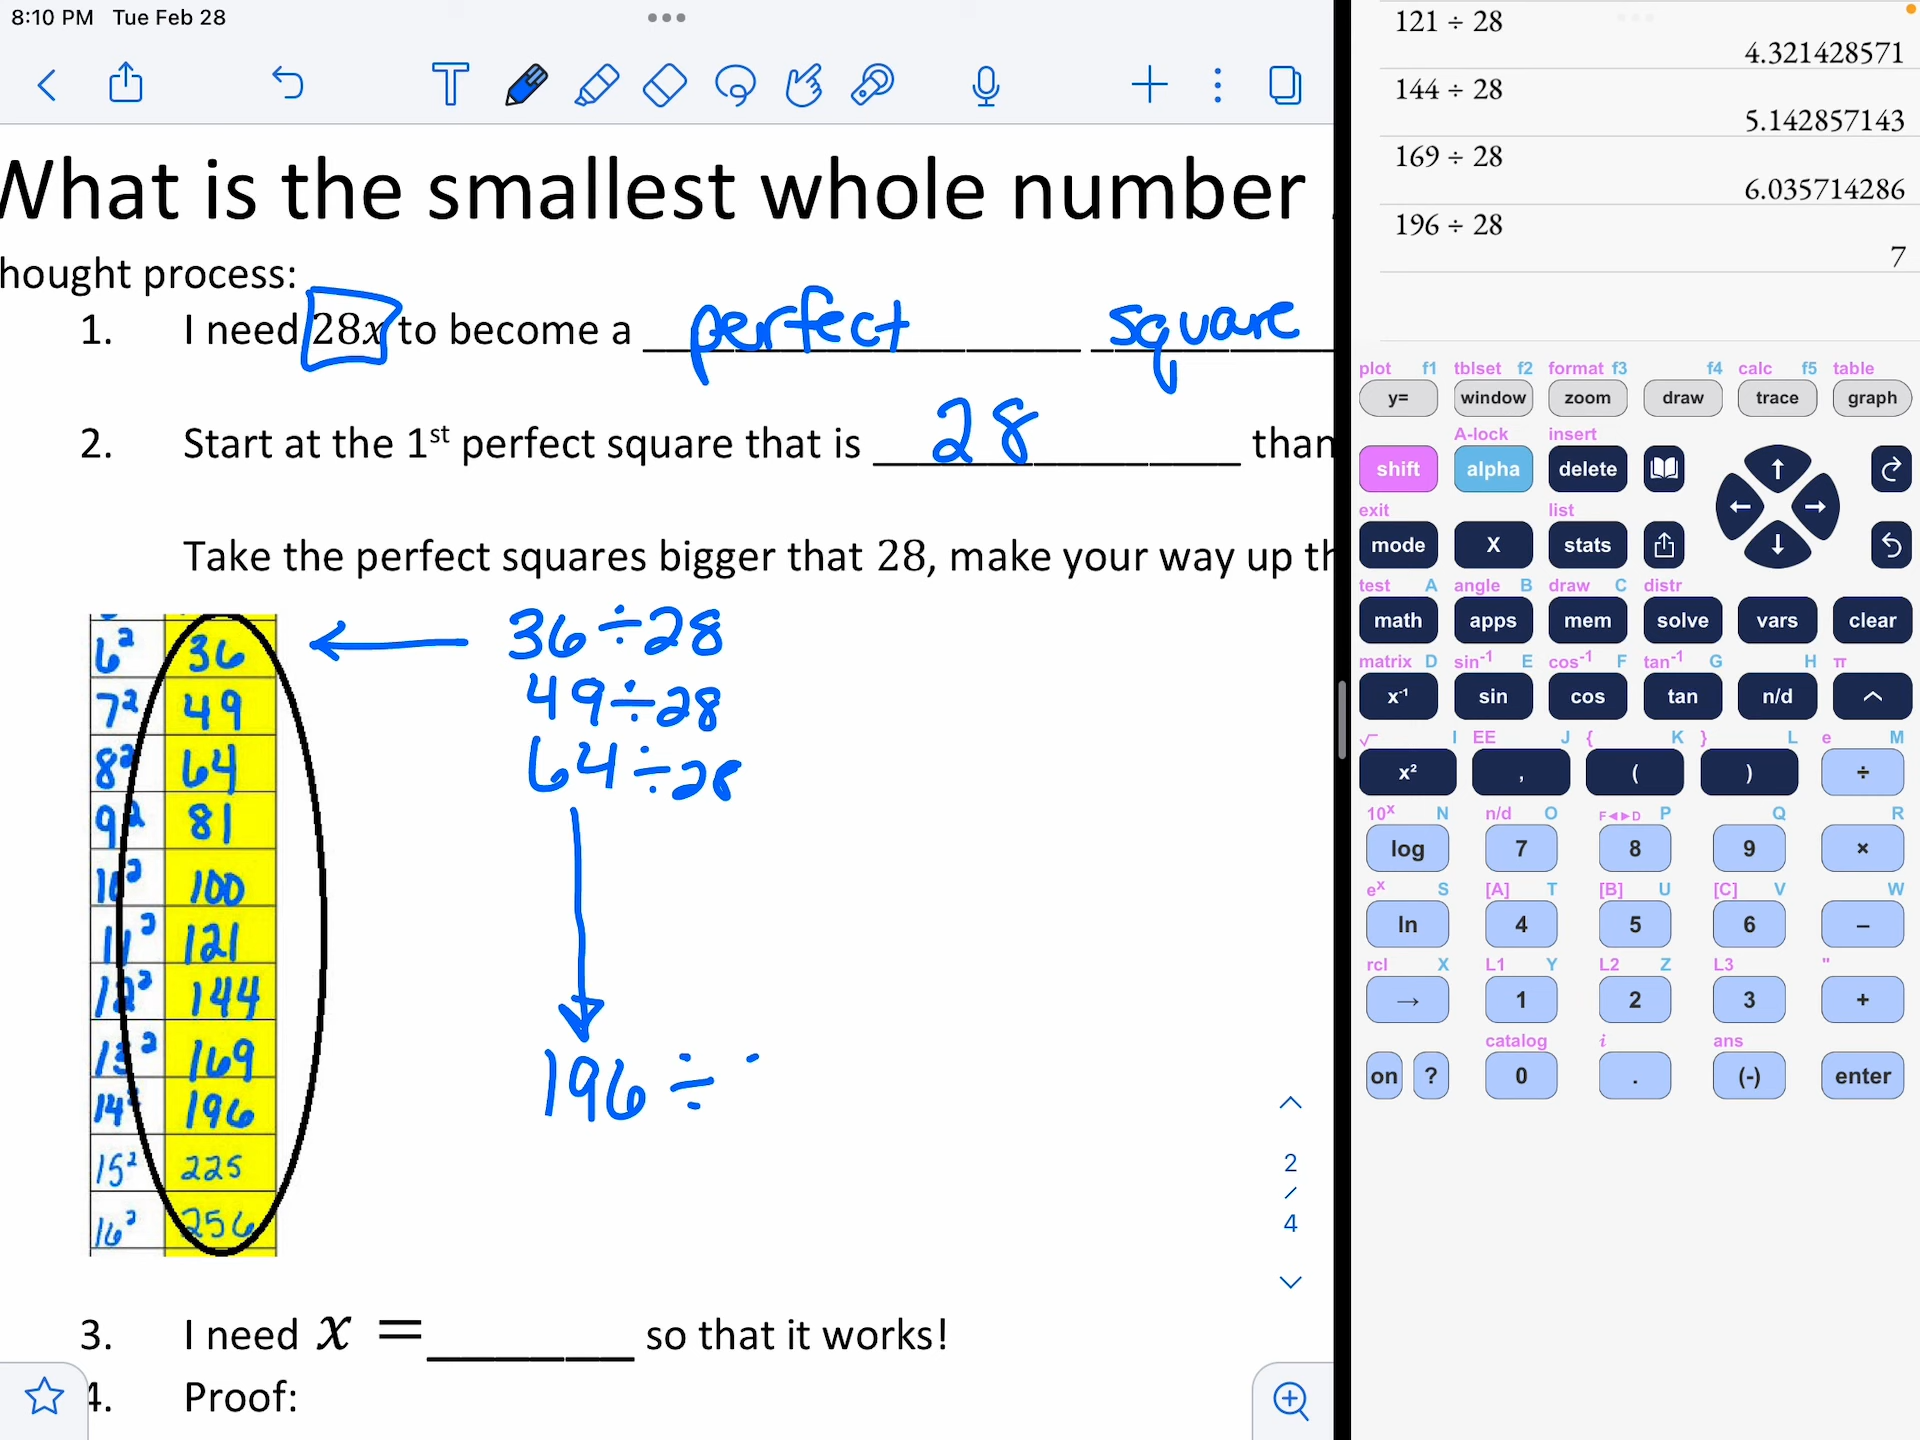 8:10 PM Tue Feb 28
What is the smallest whole number
hought process:
1. I need 28x to become a perfect square
2. Start at the 1st perfect square that is 28 than
Take the perfect squares bigger that 28, make your way up th
6² 36
7² 49
8² 64
9² 81
10² 100
11² 121
12² 144
13² 169
14² 196
15² 225
16² 256
36÷28
49÷28
64÷28
196÷
2
/
4
3. I need x = ______ so that it works!
4. Proof:
121 ÷ 28
4.321428571
144 ÷ 28
5.142857143
169 ÷ 28
6.035714286
196 ÷ 28
7
plot f1 tblset f2 format f3 f4 calc f5 table
y= window zoom draw trace graph
A-lock insert
shift alpha delete
exit list
mode X stats
test A angle B draw C distr
math apps mem solve vars clear
matrix D sin⁻¹ E cos⁻¹ F tan⁻¹ G H π
x⁻¹ sin cos tan n/d ^
√ I EE J { K } L e M
x² , ( ) ÷
10ˣ N n/d O F◄►D P Q R
log 7 8 9 ×
eˣ S [A] T [B] U [C] V W
ln 4 5 6 −
rcl X L1 Y L2 Z L3 "
→ 1 2 3 +
catalog i ans
on ? 0 . (-) enter